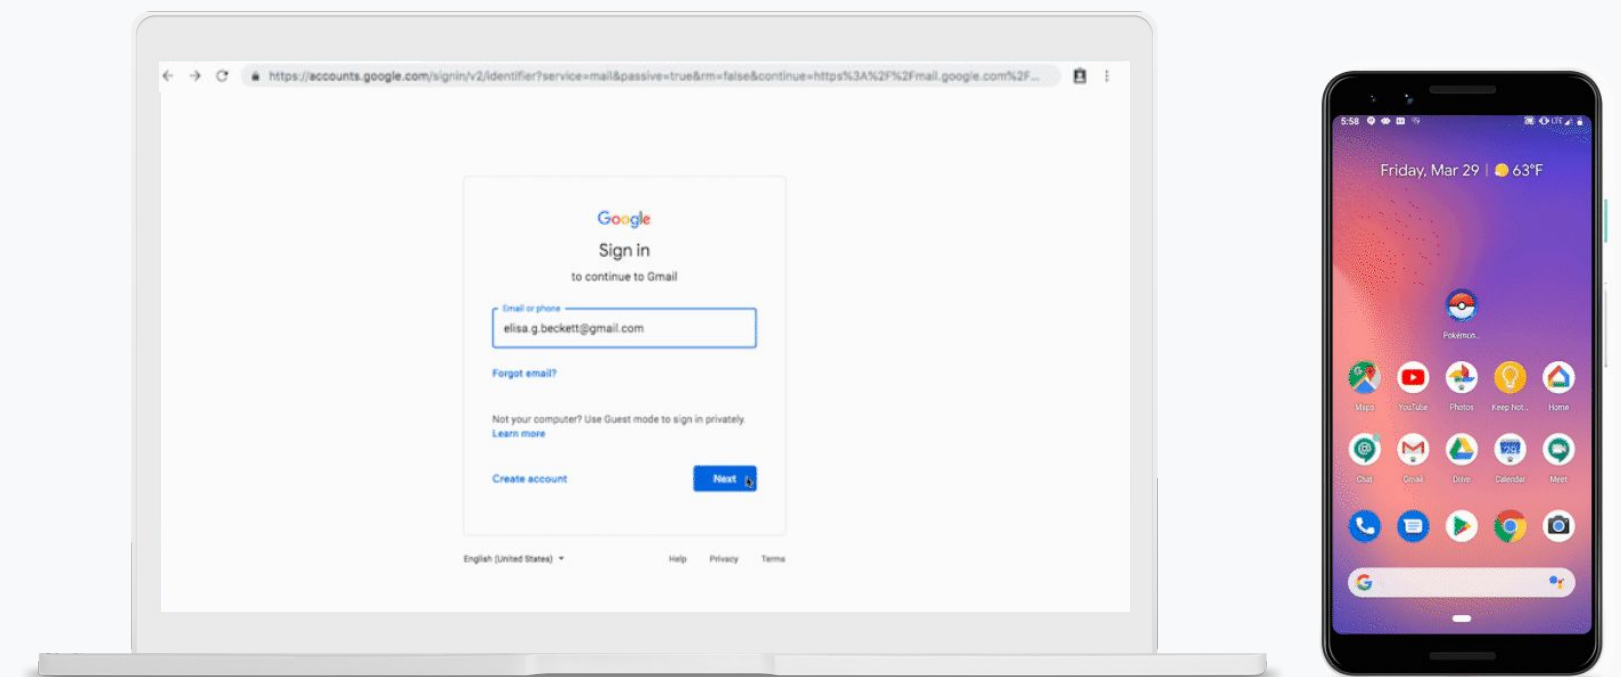 https://accounts.google.com/signin/v2/identifier?service=mail&passive=true&rm=false&continue=https%3A%2F%2Fmail.google.com%2F...
Google
Sign in
to continue to Gmail
Email or phone
elisa.g.beckett@gmail.com
Forgot email?
Not your computer? Use Guest mode to sign in privately.
Learn more
Create account
Next
English (United States)
Help Privacy Terms
5:58 LTE
Friday, Mar 29 | 63°F
Pokémon...
Maps YouTube Photos Keep Not... Home
Chat Gmail Drive Calendar Meet